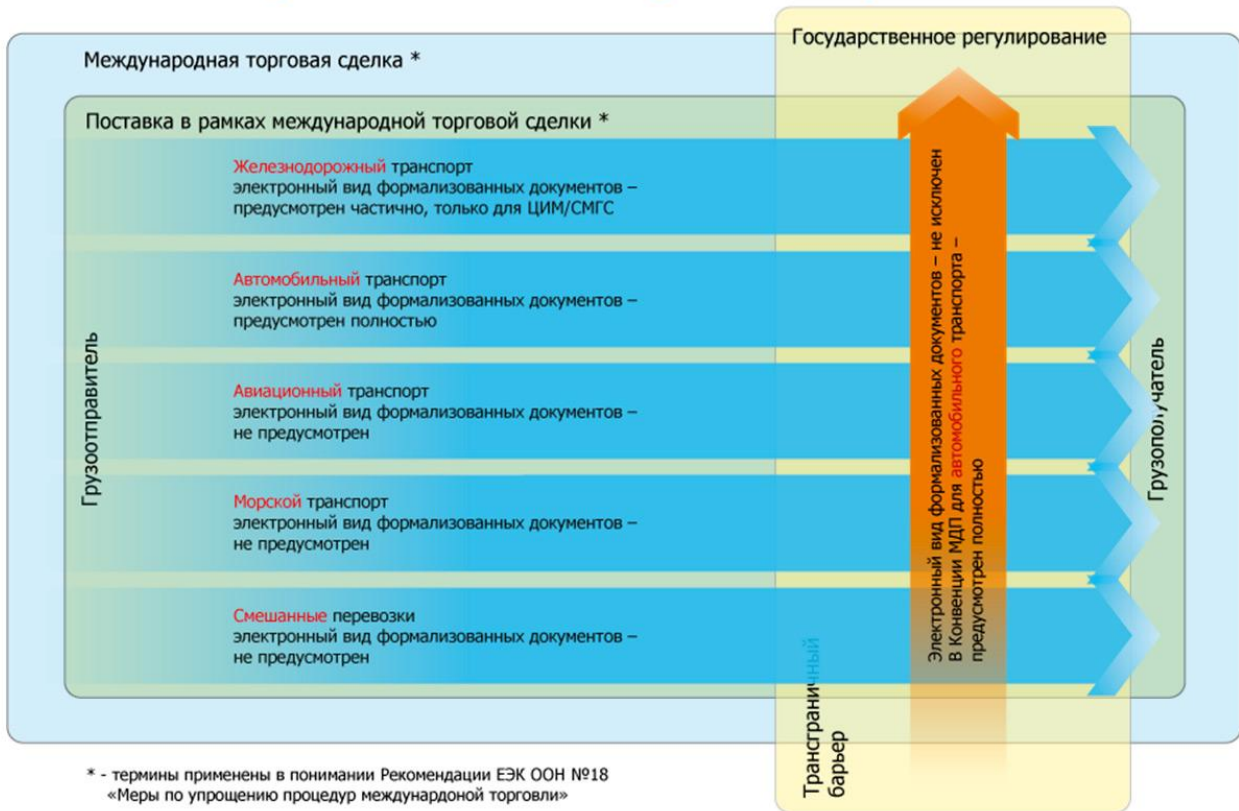 Государственное регулирование
Международная торговая сделка *
Поставка в рамках международной торговой сделки *
Железнодорожный транспорт
электронный вид формализованных документов –
предусмотрен частично, только для ЦИМ/СМГС
Автомобильный транспорт
электронный вид формализованных документов –
предусмотрен полностью
Авиационный транспорт
электронный вид формализованных документов –
не предусмотрен
Морской транспорт
электронный вид формализованных документов –
не предусмотрен
Смешанные перевозки
электронный вид формализованных документов –
не предусмотрен
Грузоотправитель
Электронный вид формализованных документов – не исключен
В Конвенции МДП для автомобильного транспорта –
предусмотрен полностью
Грузополучатель
Трансграничный
барьер
* - термины применены в понимании Рекомендации ЕЭК ООН №18
«Меры по упрощению процедур междунардоной торговли»